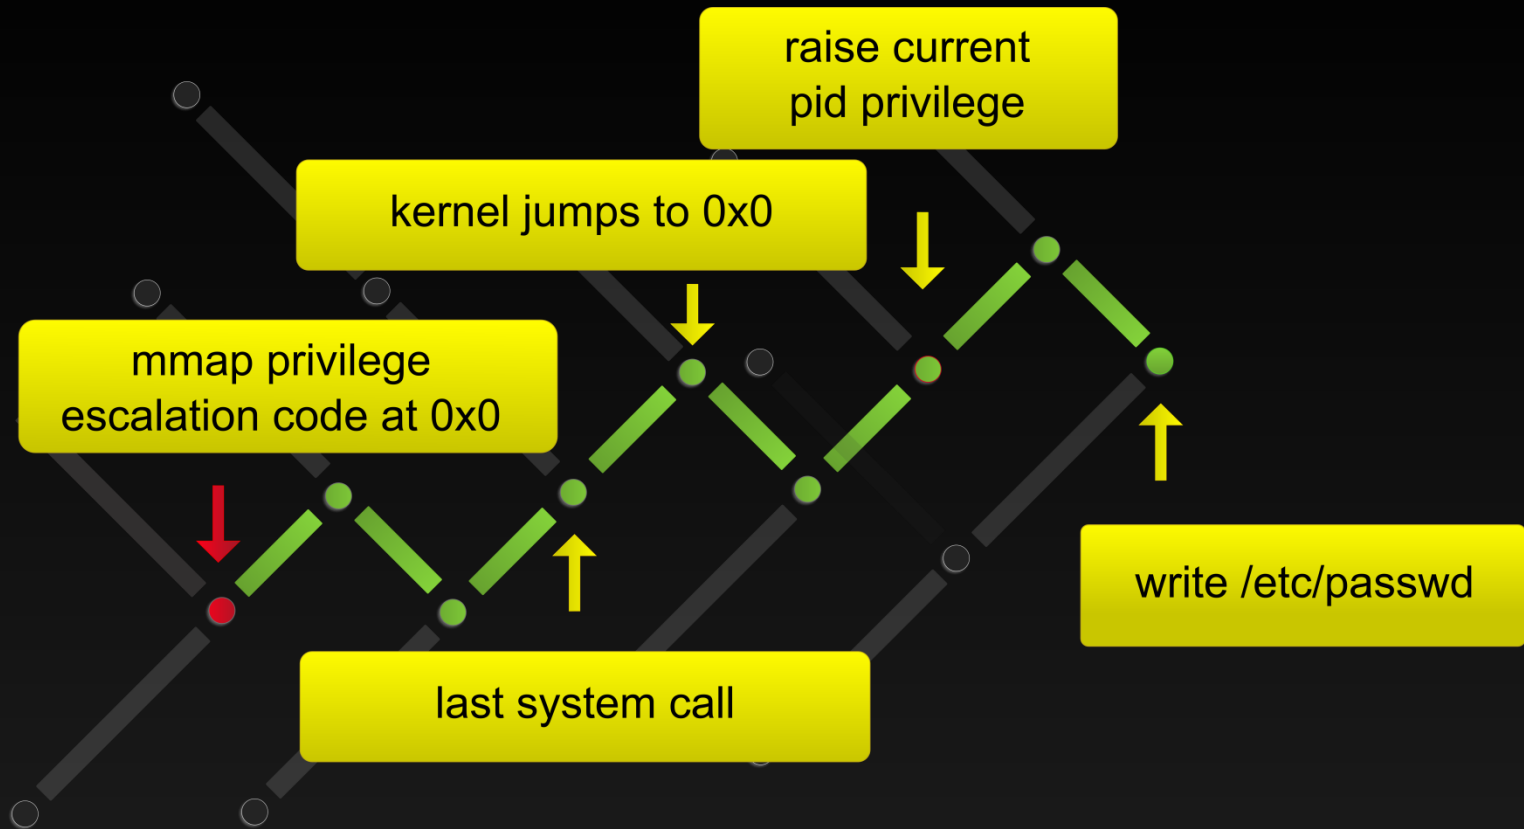 raise current
pid privilege
kernel jumps to 0x0
mmap privilege
escalation code at 0x0
write /etc/passwd
last system call